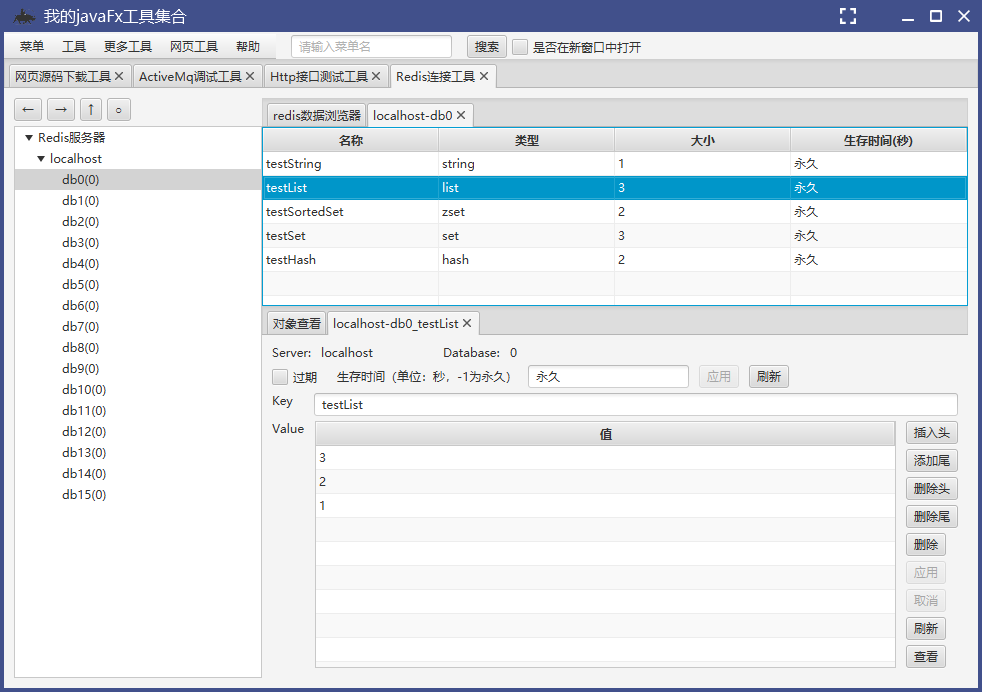 我的javaFx工具集合
菜单 工具 更多工具 网页工具 帮助 请输入菜单名 搜索 是否在新窗口中打开
网页源码下载工具 ActiveMq调试工具 Http接口测试工具 Redis连接工具
← → ↑ ○
Redis服务器
localhost
db0(0)
db1(0)
db2(0)
db3(0)
db4(0)
db5(0)
db6(0)
db7(0)
db8(0)
db9(0)
db10(0)
db11(0)
db12(0)
db13(0)
db14(0)
db15(0)
redis数据浏览器 localhost-db0
名称 类型 大小 生存时间(秒)
testString string 1 永久
testList list 3 永久
testSortedSet zset 2 永久
testSet set 3 永久
testHash hash 2 永久
对象查看 localhost-db0_testList
Server: localhost Database: 0
过期 生存时间（单位：秒，-1为永久） 永久 应用 刷新
Key testList
Value 值
3
2
1
插入头
添加尾
删除头
删除尾
删除
应用
取消
刷新
查看